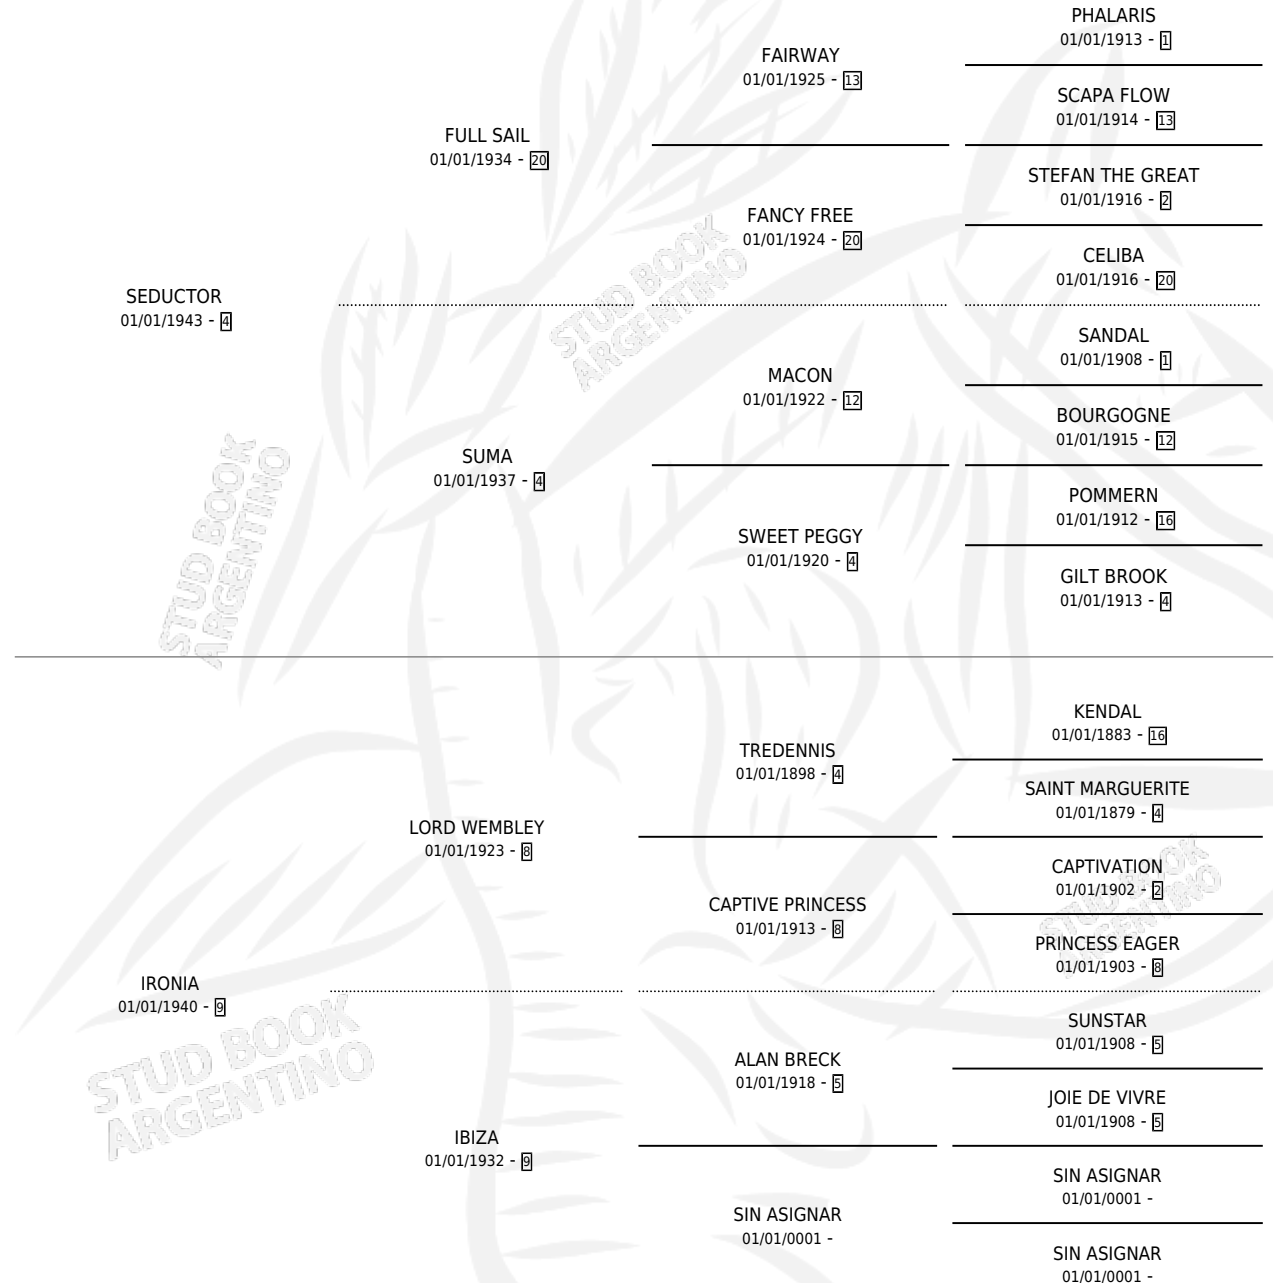 PHALARIS
01/01/1913 - 1
FAIRWAY
01/01/1925 - 13
SCAPA FLOW
01/01/1914 - 13
FULL SAIL
01/01/1934 - 20
STEFAN THE GREAT
01/01/1916 - 2
FANCY FREE
01/01/1924 - 20
CELIBA
01/01/1916 - 20
SEDUCTOR
01/01/1943 - 4
SANDAL
01/01/1908 - 1
MACON
01/01/1922 - 12
BOURGOGNE
01/01/1915 - 12
SUMA
01/01/1937 - 4
POMMERN
01/01/1912 - 16
SWEET PEGGY
01/01/1920 - 4
GILT BROOK
01/01/1913 - 4
KENDAL
01/01/1883 - 16
TREDENNIS
01/01/1898 - 4
SAINT MARGUERITE
01/01/1879 - 4
LORD WEMBLEY
01/01/1923 - 8
CAPTIVATION
01/01/1902 - 2
CAPTIVE PRINCESS
01/01/1913 - 8
PRINCESS EAGER
01/01/1903 - 8
IRONIA
01/01/1940 - 9
SUNSTAR
01/01/1908 - 5
ALAN BRECK
01/01/1918 - 5
JOIE DE VIVRE
01/01/1908 - 5
IBIZA
01/01/1932 - 9
SIN ASIGNAR
01/01/0001 -
SIN ASIGNAR
01/01/0001 -
SIN ASIGNAR
01/01/0001 -
STUD BOOK
ARGENTINO
STUD BOOK
ARGENTINO
STUD BOOK
ARGENTINO
STUD BOOK
ARGENTINO